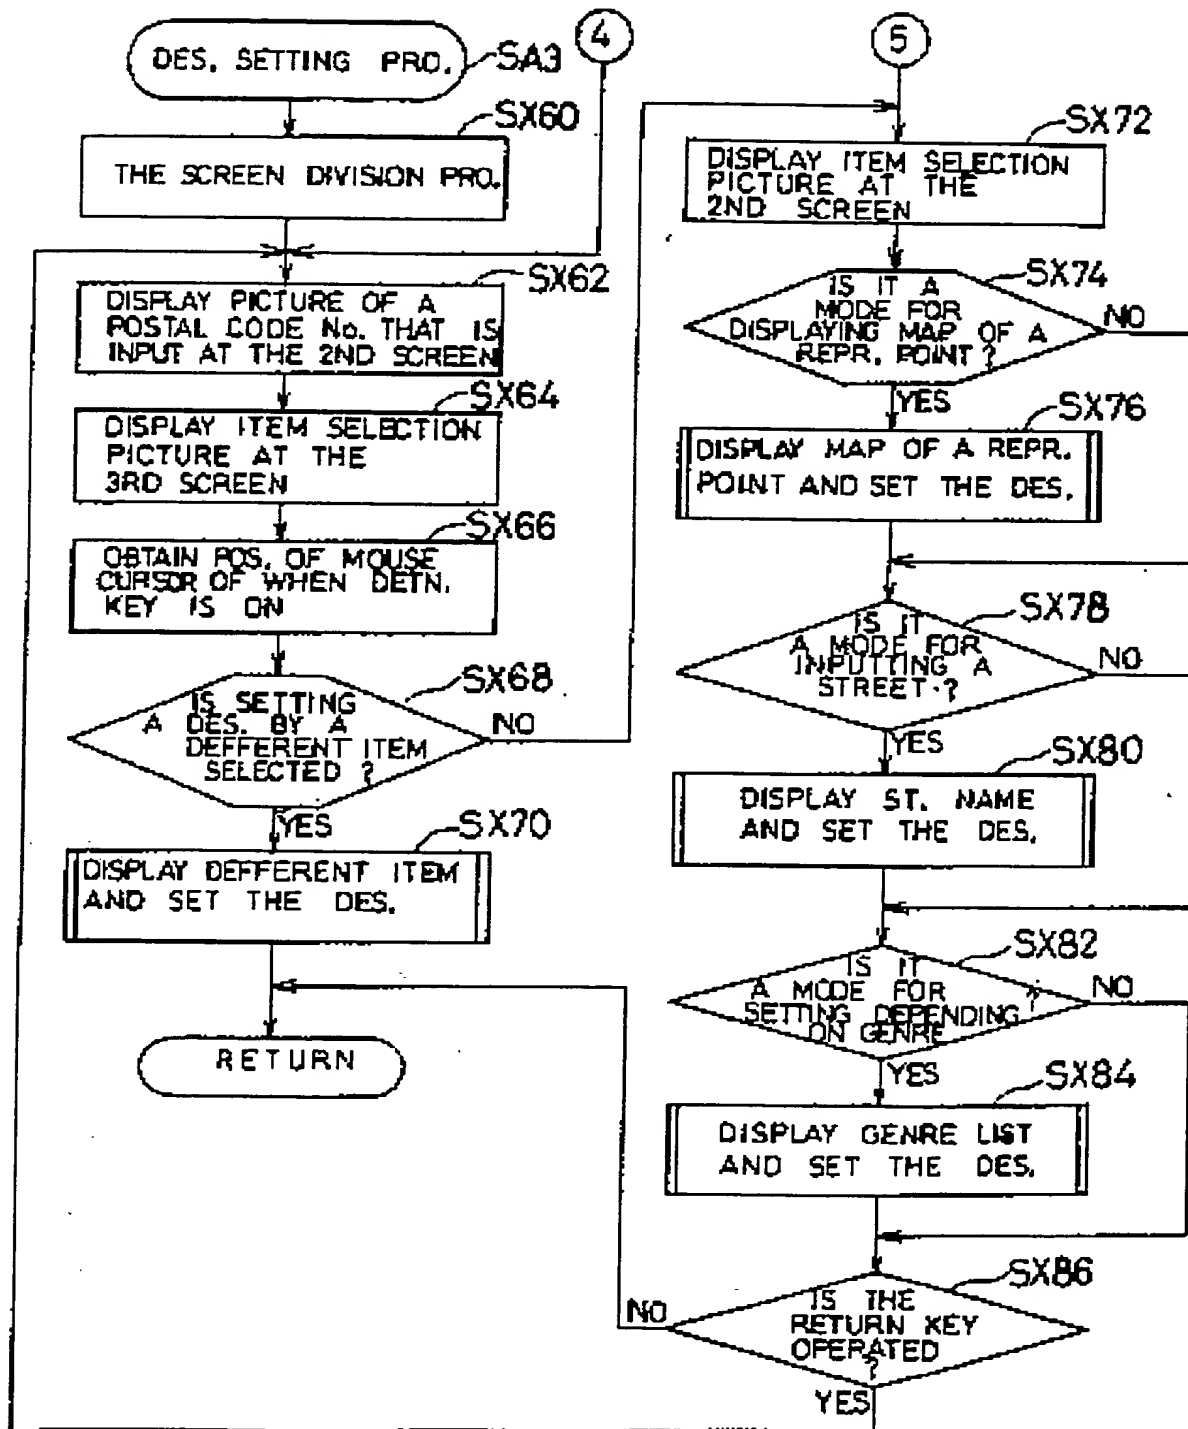 DES. SETTING PRO.
SA3
4
5
SX60
THE SCREEN DIVISION PRO.
SX62
DISPLAY PICTURE OF A
POSTAL CODE No. THAT IS
INPUT AT THE 2ND SCREEN
SX64
DISPLAY ITEM SELECTION
PICTURE AT THE
3RD SCREEN
SX66
OBTAIN POS. OF MOUSE
CURSOR OF WHEN DETN.
KEY IS ON
SX68
IS SETTING
A DES. BY A
DEFFERENT ITEM
SELECTED ?
NO
YES
SX70
DISPLAY DEFFERENT ITEM
AND SET THE DES.
RETURN
SX72
DISPLAY ITEM SELECTION
PICTURE AT THE
2ND SCREEN
SX74
IS IT A
MODE FOR
DISPLAYING MAP OF A
REPR. POINT ?
NO
YES
SX76
DISPLAY MAP OF A REPR.
POINT AND SET THE DES.
SX78
IS IT
A MODE FOR
INPUTTING A
STREET ?
NO
YES
SX80
DISPLAY ST. NAME
AND SET THE DES.
SX82
IS IT
A MODE FOR
SETTING DEPENDING ?
ON GENRE
NO
YES
SX84
DISPLAY GENRE LIST
AND SET THE DES.
SX86
IS THE
RETURN KEY
OPERATED
?
NO
YES